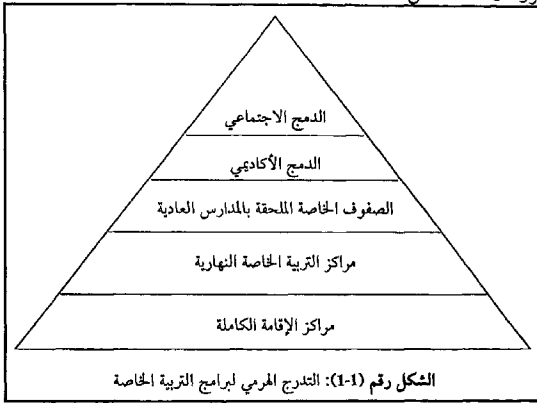 الدمج الاجتماعي
الدمج الأكاديمي
الصفوف الخاصة الملحقة بالمدارس العادية
مراكز التربية الخاصة النهارية
مراكز الإقامة الكاملة
الشكل رقم (1-1): التدرج الهرمي لبرامج التربية الخاصة